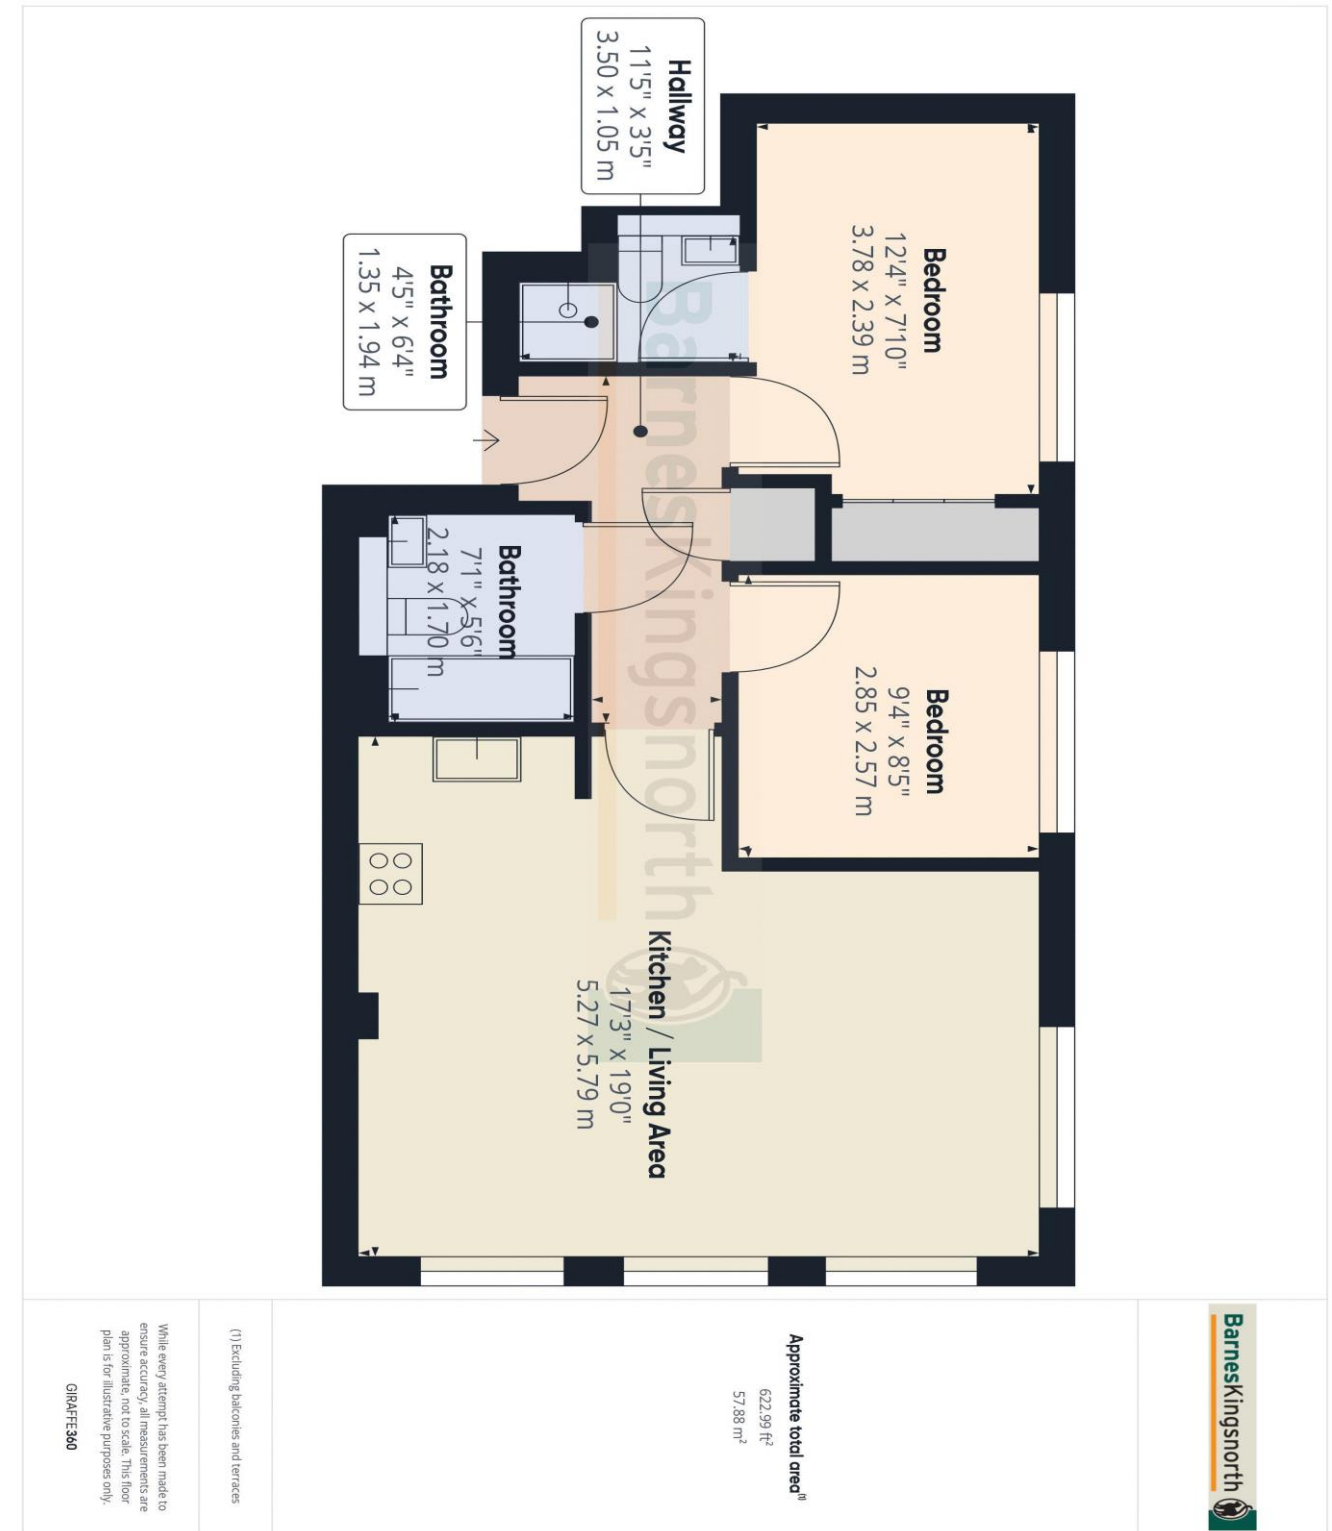 Hallway
11'5" x 3'5"
3.50 x 1.05 m
Bedroom
12'4" x 7'10"
3.78 x 2.39 m
Bathroom
4'5" x 6'4"
1.35 x 1.94 m
Bathroom
7'1" x 5'6"
2.18 x 1.70 m
Bedroom
9'4" x 8'5"
2.85 x 2.57 m
Kitchen / Living Area
17'3" x 19'0"
5.27 x 5.79 m
BarnesKingsnorth
BarnesKingsnorth
Approximate total area(1)
622.99 ft²
57.88 m²
(1) Excluding balconies and terraces
While every attempt has been made to
ensure accuracy, all measurements are
approximate, not to scale. This floor
plan is for illustrative purposes only.
GIRAFFE360